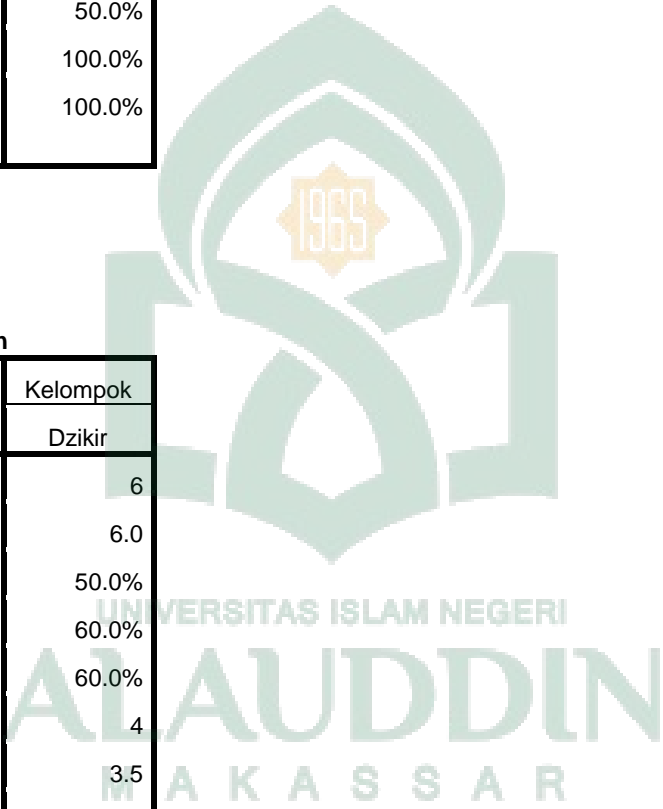 50.0%
100.0%
100.0%
1965
n
Kelompok
Dzikir
6
6.0
50.0%
UNIVERSITAS ISLAM NEGERI
60.0%
60.0%
ALAUDDIN
4
3.5
MAKASSAR